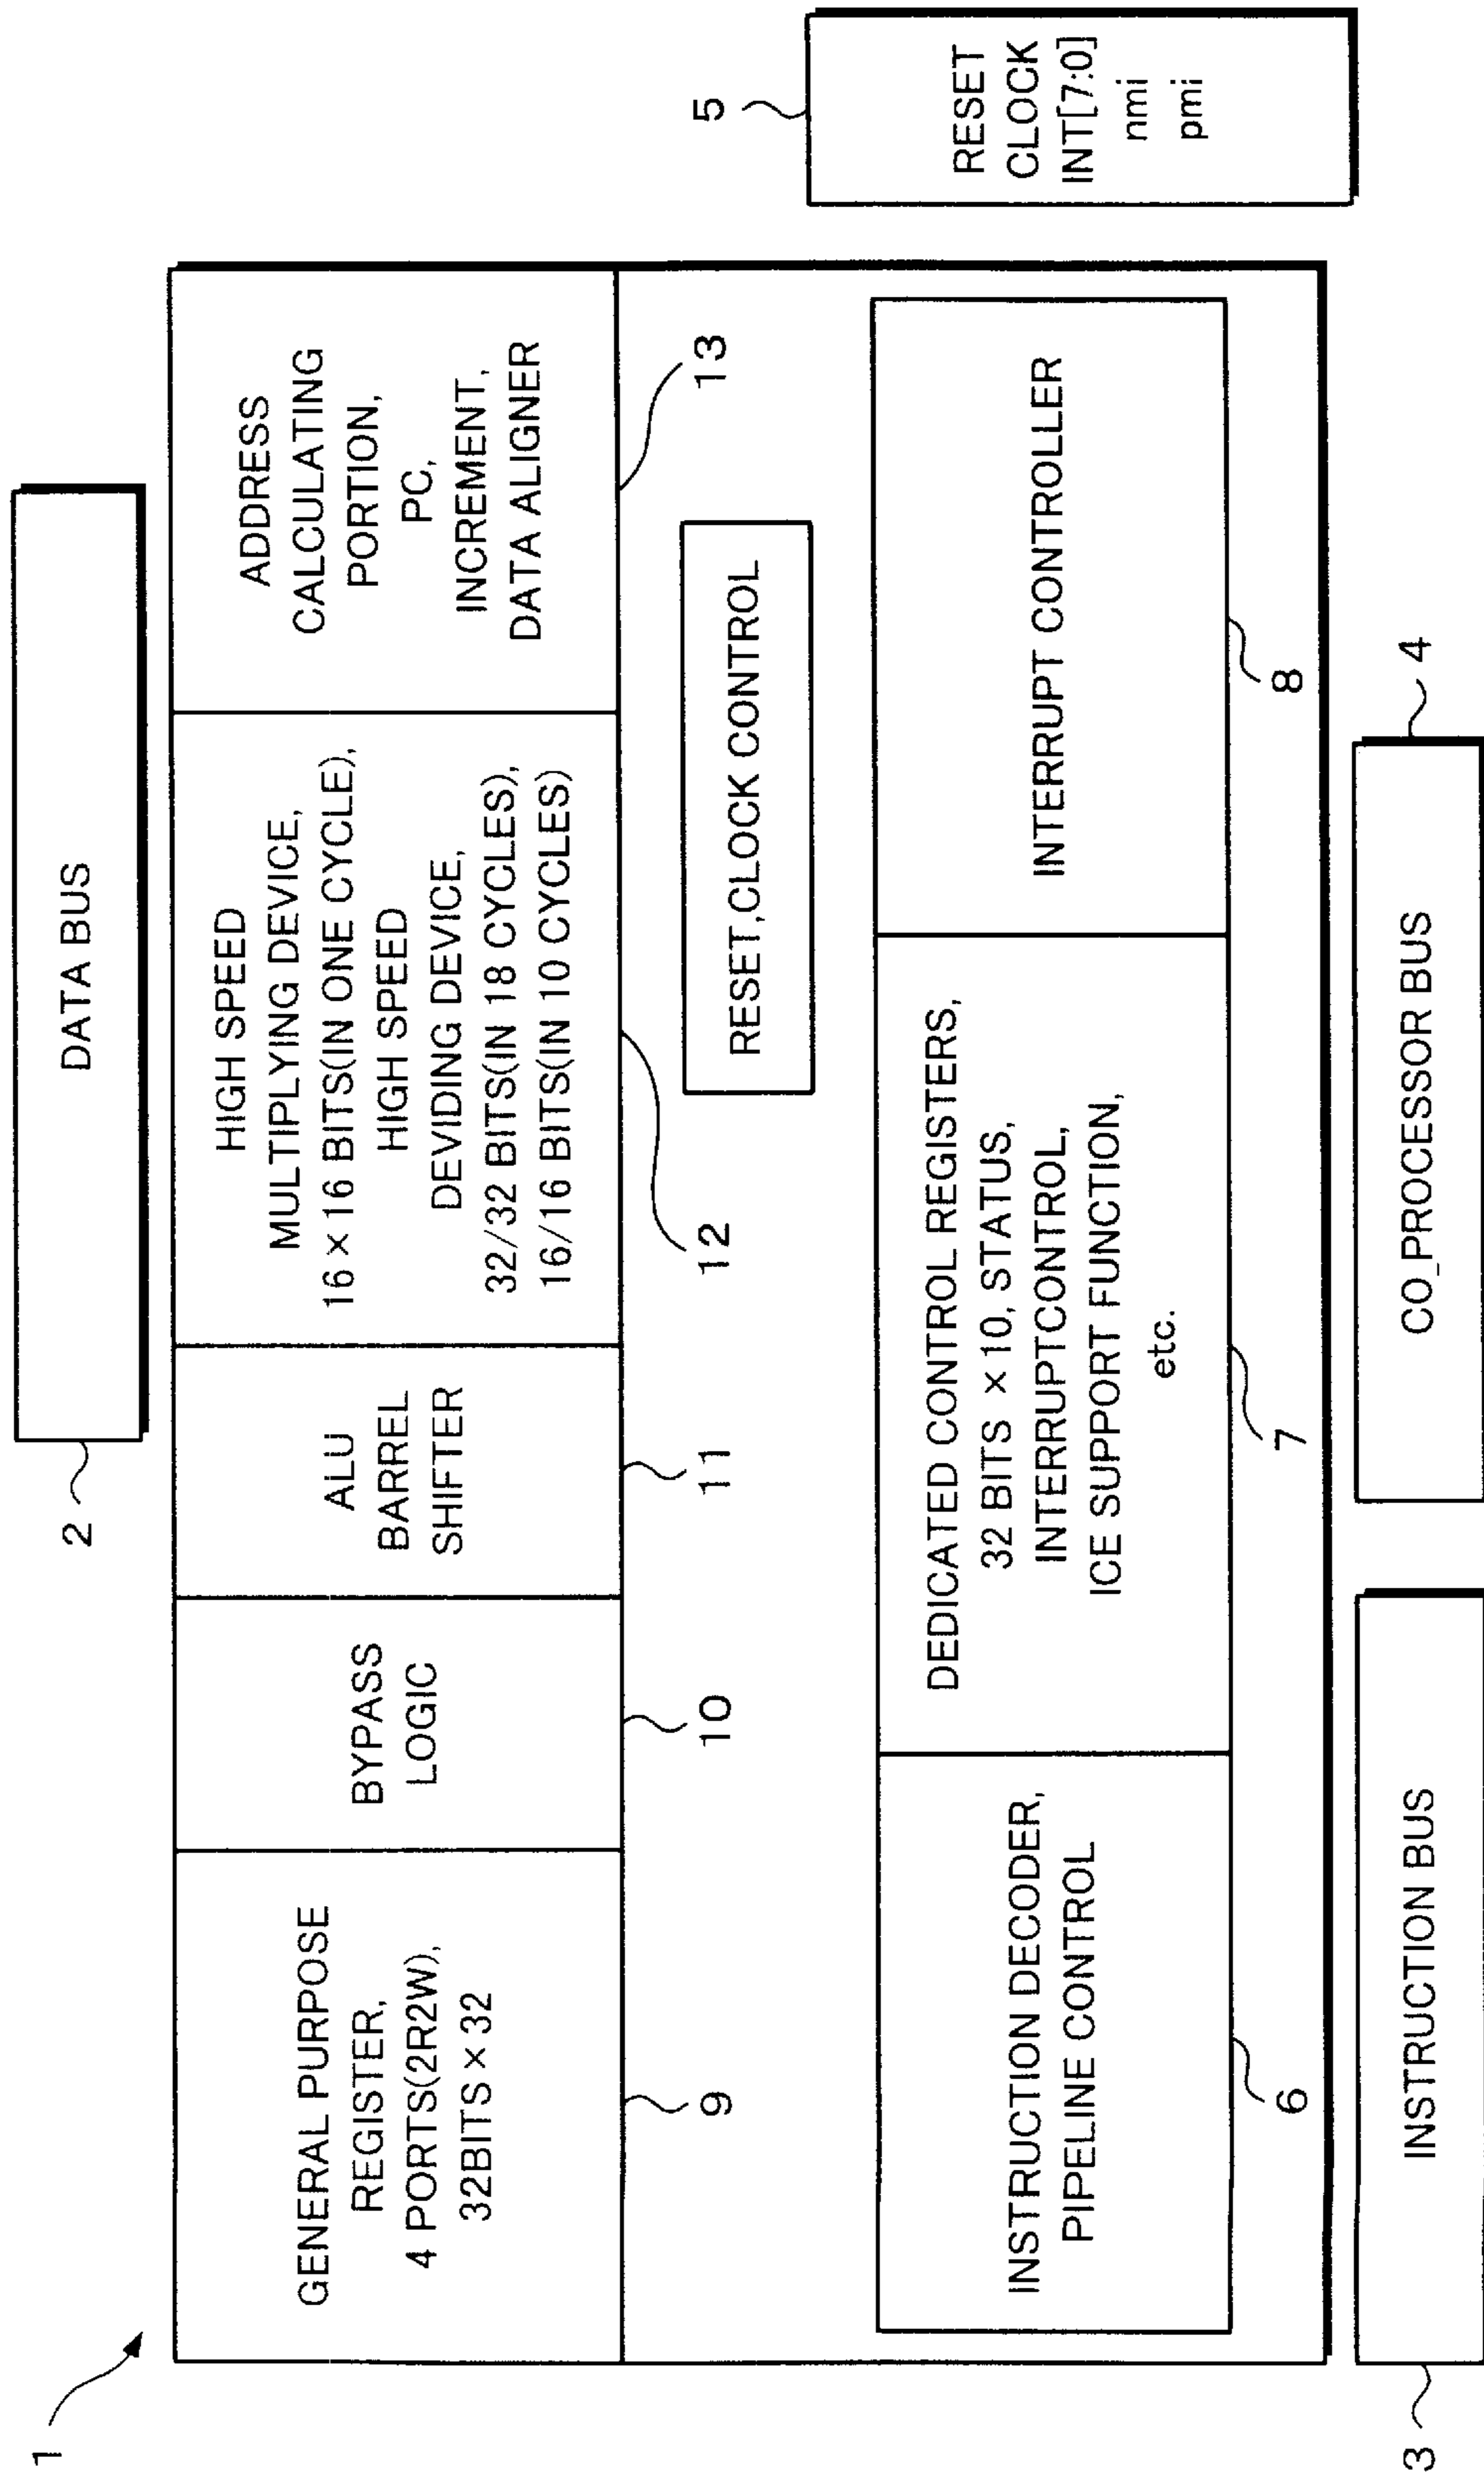 1
2
DATA BUS
GENERAL PURPOSE
REGISTER,
4 PORTS(2R2W),
32BITS×32
9
BYPASS
LOGIC
10
ALU
BARREL
SHIFTER
11
HIGH SPEED
MULTIPLYING DEVICE,
16×16 BITS(IN ONE CYCLE),
HIGH SPEED
DEVIDING DEVICE,
32/32 BITS(IN 18 CYCLES),
16/16 BITS(IN 10 CYCLES)
12
ADDRESS
CALCULATING
PORTION,
PC,
INCREMENT,
DATA ALIGNER
13
RESET,CLOCK CONTROL
5
RESET
CLOCK
INT[7:0]
nmi
pmi
INSTRUCTION DECODER,
PIPELINE CONTROL
6
DEDICATED CONTROL REGISTERS,
32 BITS ×10, STATUS,
INTERRUPTCONTROL,
ICE SUPPORT FUNCTION,
etc.
7
INTERRUPT CONTROLLER
8
3
INSTRUCTION BUS
CO_PROCESSOR BUS
4